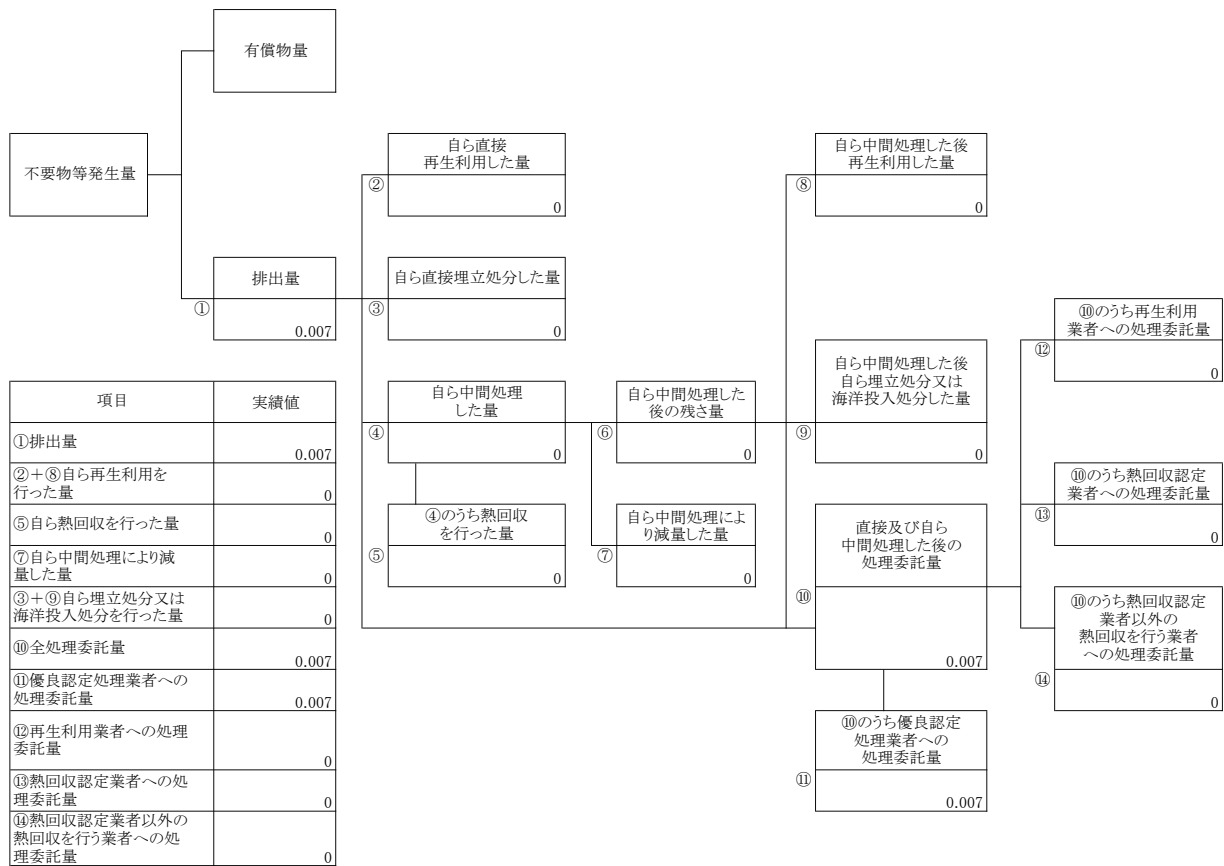 有償物量
不要物等発生量
排出量
①
0.007
自ら直接
再生利用した量
②
0
自ら直接埋立処分した量
③
0
自ら中間処理
した量
④
0
④のうち熱回収
を行った量
⑤
0
自ら中間処理した
後の残さ量
⑥
0
自ら中間処理によ
り減量した量
⑦
0
自ら中間処理した後
再生利用した量
⑧
0
自ら中間処理した後
自ら埋立処分又は
海洋投入処分した量
⑨
0
直接及び自ら
中間処理した後の
処理委託量
⑩
0.007
⑩のうち優良認定
処理業者への
処理委託量
⑪
0.007
⑩のうち再生利用
業者への処理委託量
⑫
0
⑩のうち熱回収認定
業者への処理委託量
⑬
0
⑩のうち熱回収認定
業者以外の
熱回収を行う業者
への処理委託量
⑭
0
項目 実績値
①排出量 0.007
②+⑧自ら再生利用を
行った量 0
⑤自ら熱回収を行った量 0
⑦自ら中間処理により減
量した量 0
③+⑨自ら埋立処分又は
海洋投入処分を行った量 0
⑩全処理委託量 0.007
⑪優良認定処理業者への
処理委託量 0.007
⑫再生利用業者への処理
委託量 0
⑬熱回収認定業者への処
理委託量 0
⑭熱回収認定業者以外の
熱回収を行う業者への処
理委託量 0